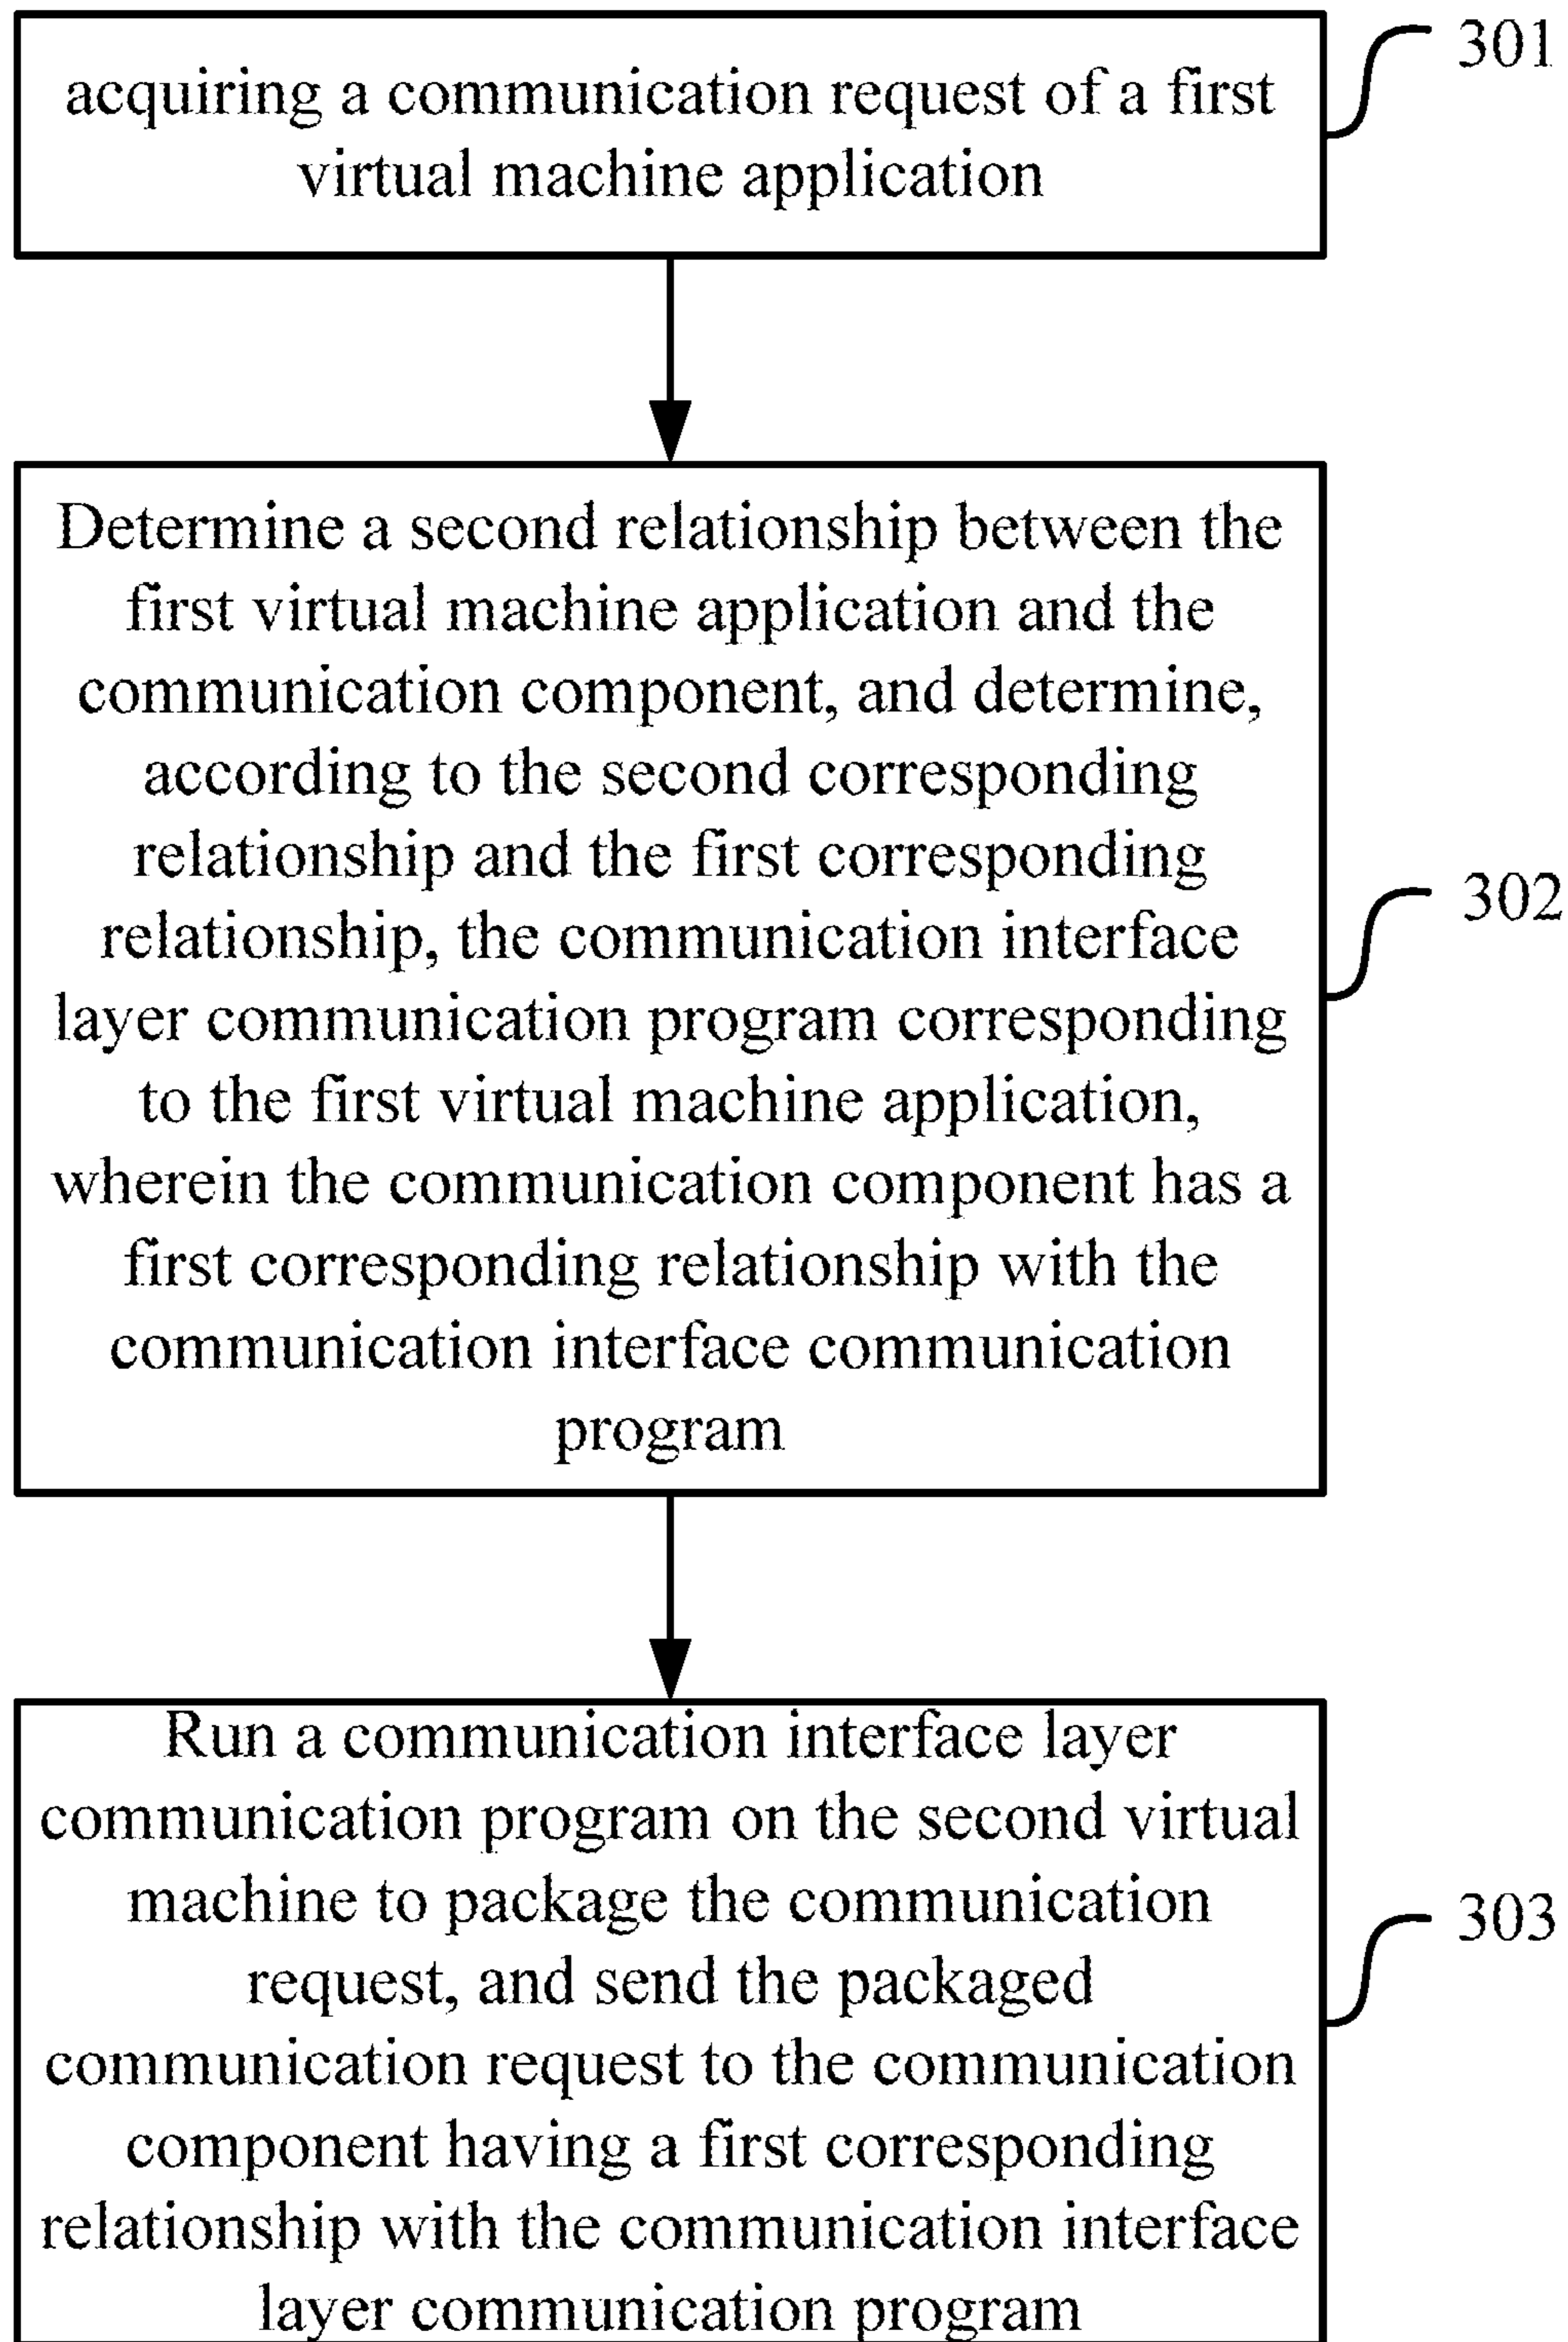 acquiring a communication request of a first
virtual machine application
301
Determine a second relationship between the
first virtual machine application and the
communication component, and determine,
according to the second corresponding
relationship and the first corresponding
relationship, the communication interface
layer communication program corresponding
to the first virtual machine application,
wherein the communication component has a
first corresponding relationship with the
communication interface communication
program
302
Run a communication interface layer
communication program on the second virtual
machine to package the communication
request, and send the packaged
communication request to the communication
component having a first corresponding
relationship with the communication interface
layer communication program
303